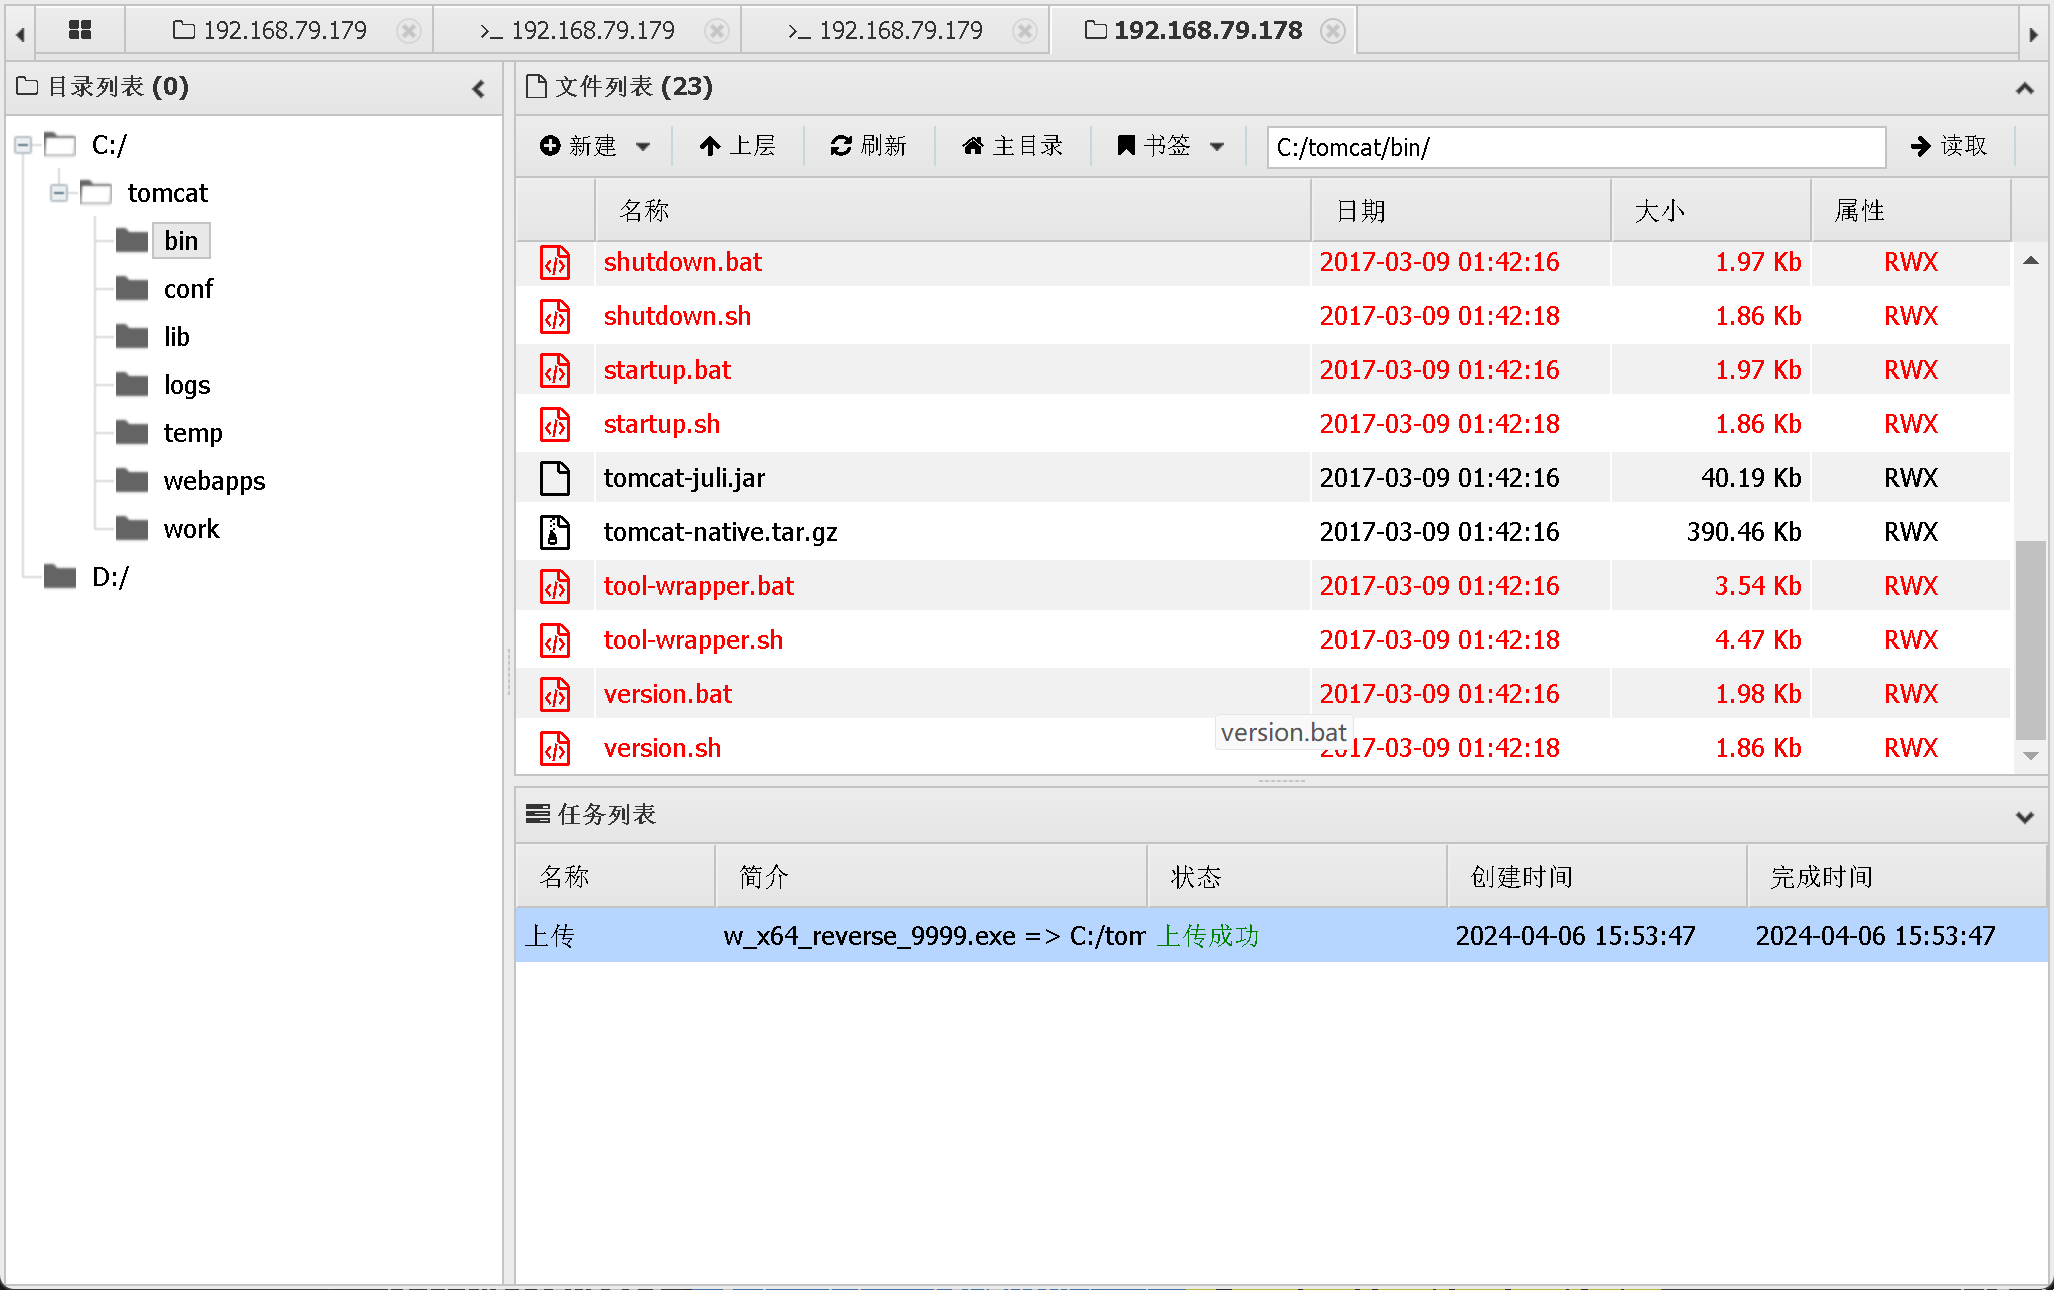 192.168.79.179
>_ 192.168.79.179
>_ 192.168.79.179
192.168.79.178
目录列表 (0)
C:/
tomcat
bin
conf
lib
logs
temp
webapps
work
D:/
文件列表 (23)
新建 上层 刷新 主目录 书签 C:/tomcat/bin/ 读取
名称 日期 大小 属性
shutdown.bat 2017-03-09 01:42:16 1.97 Kb RWX
shutdown.sh 2017-03-09 01:42:18 1.86 Kb RWX
startup.bat 2017-03-09 01:42:16 1.97 Kb RWX
startup.sh 2017-03-09 01:42:18 1.86 Kb RWX
tomcat-juli.jar 2017-03-09 01:42:16 40.19 Kb RWX
tomcat-native.tar.gz 2017-03-09 01:42:16 390.46 Kb RWX
tool-wrapper.bat 2017-03-09 01:42:16 3.54 Kb RWX
tool-wrapper.sh 2017-03-09 01:42:18 4.47 Kb RWX
version.bat 2017-03-09 01:42:16 1.98 Kb RWX
version.bat
version.sh 2017-03-09 01:42:18 1.86 Kb RWX
任务列表
名称 简介 状态 创建时间 完成时间
上传 w_x64_reverse_9999.exe => C:/tom 上传成功 2024-04-06 15:53:47 2024-04-06 15:53:47